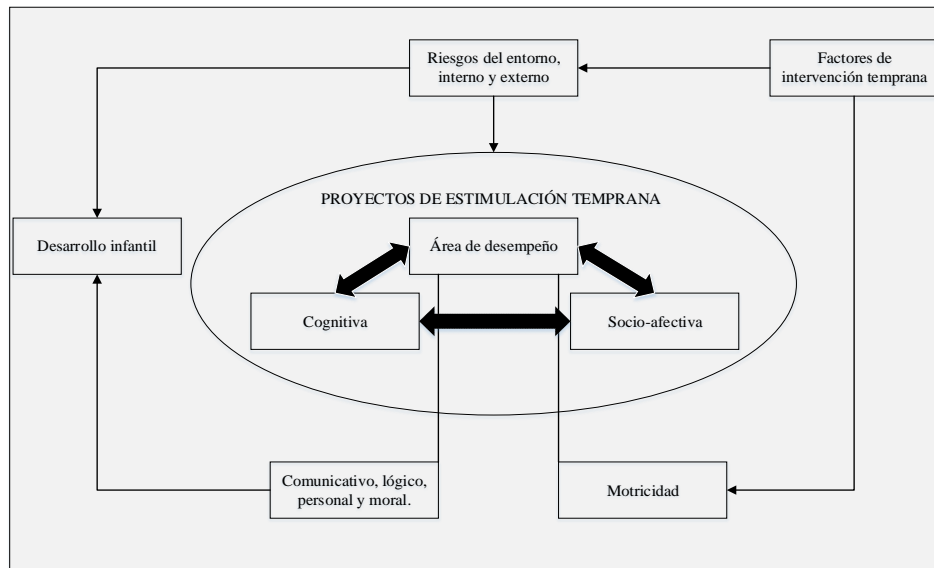 Riesgos del entorno,
interno y externo
Factores de
intervención temprana
PROYECTOS DE ESTIMULACIÓN TEMPRANA
Desarrollo infantil
Área de desempeño
Cognitiva
Socio-afectiva
Comunicativo, lógico,
personal y moral.
Motricidad